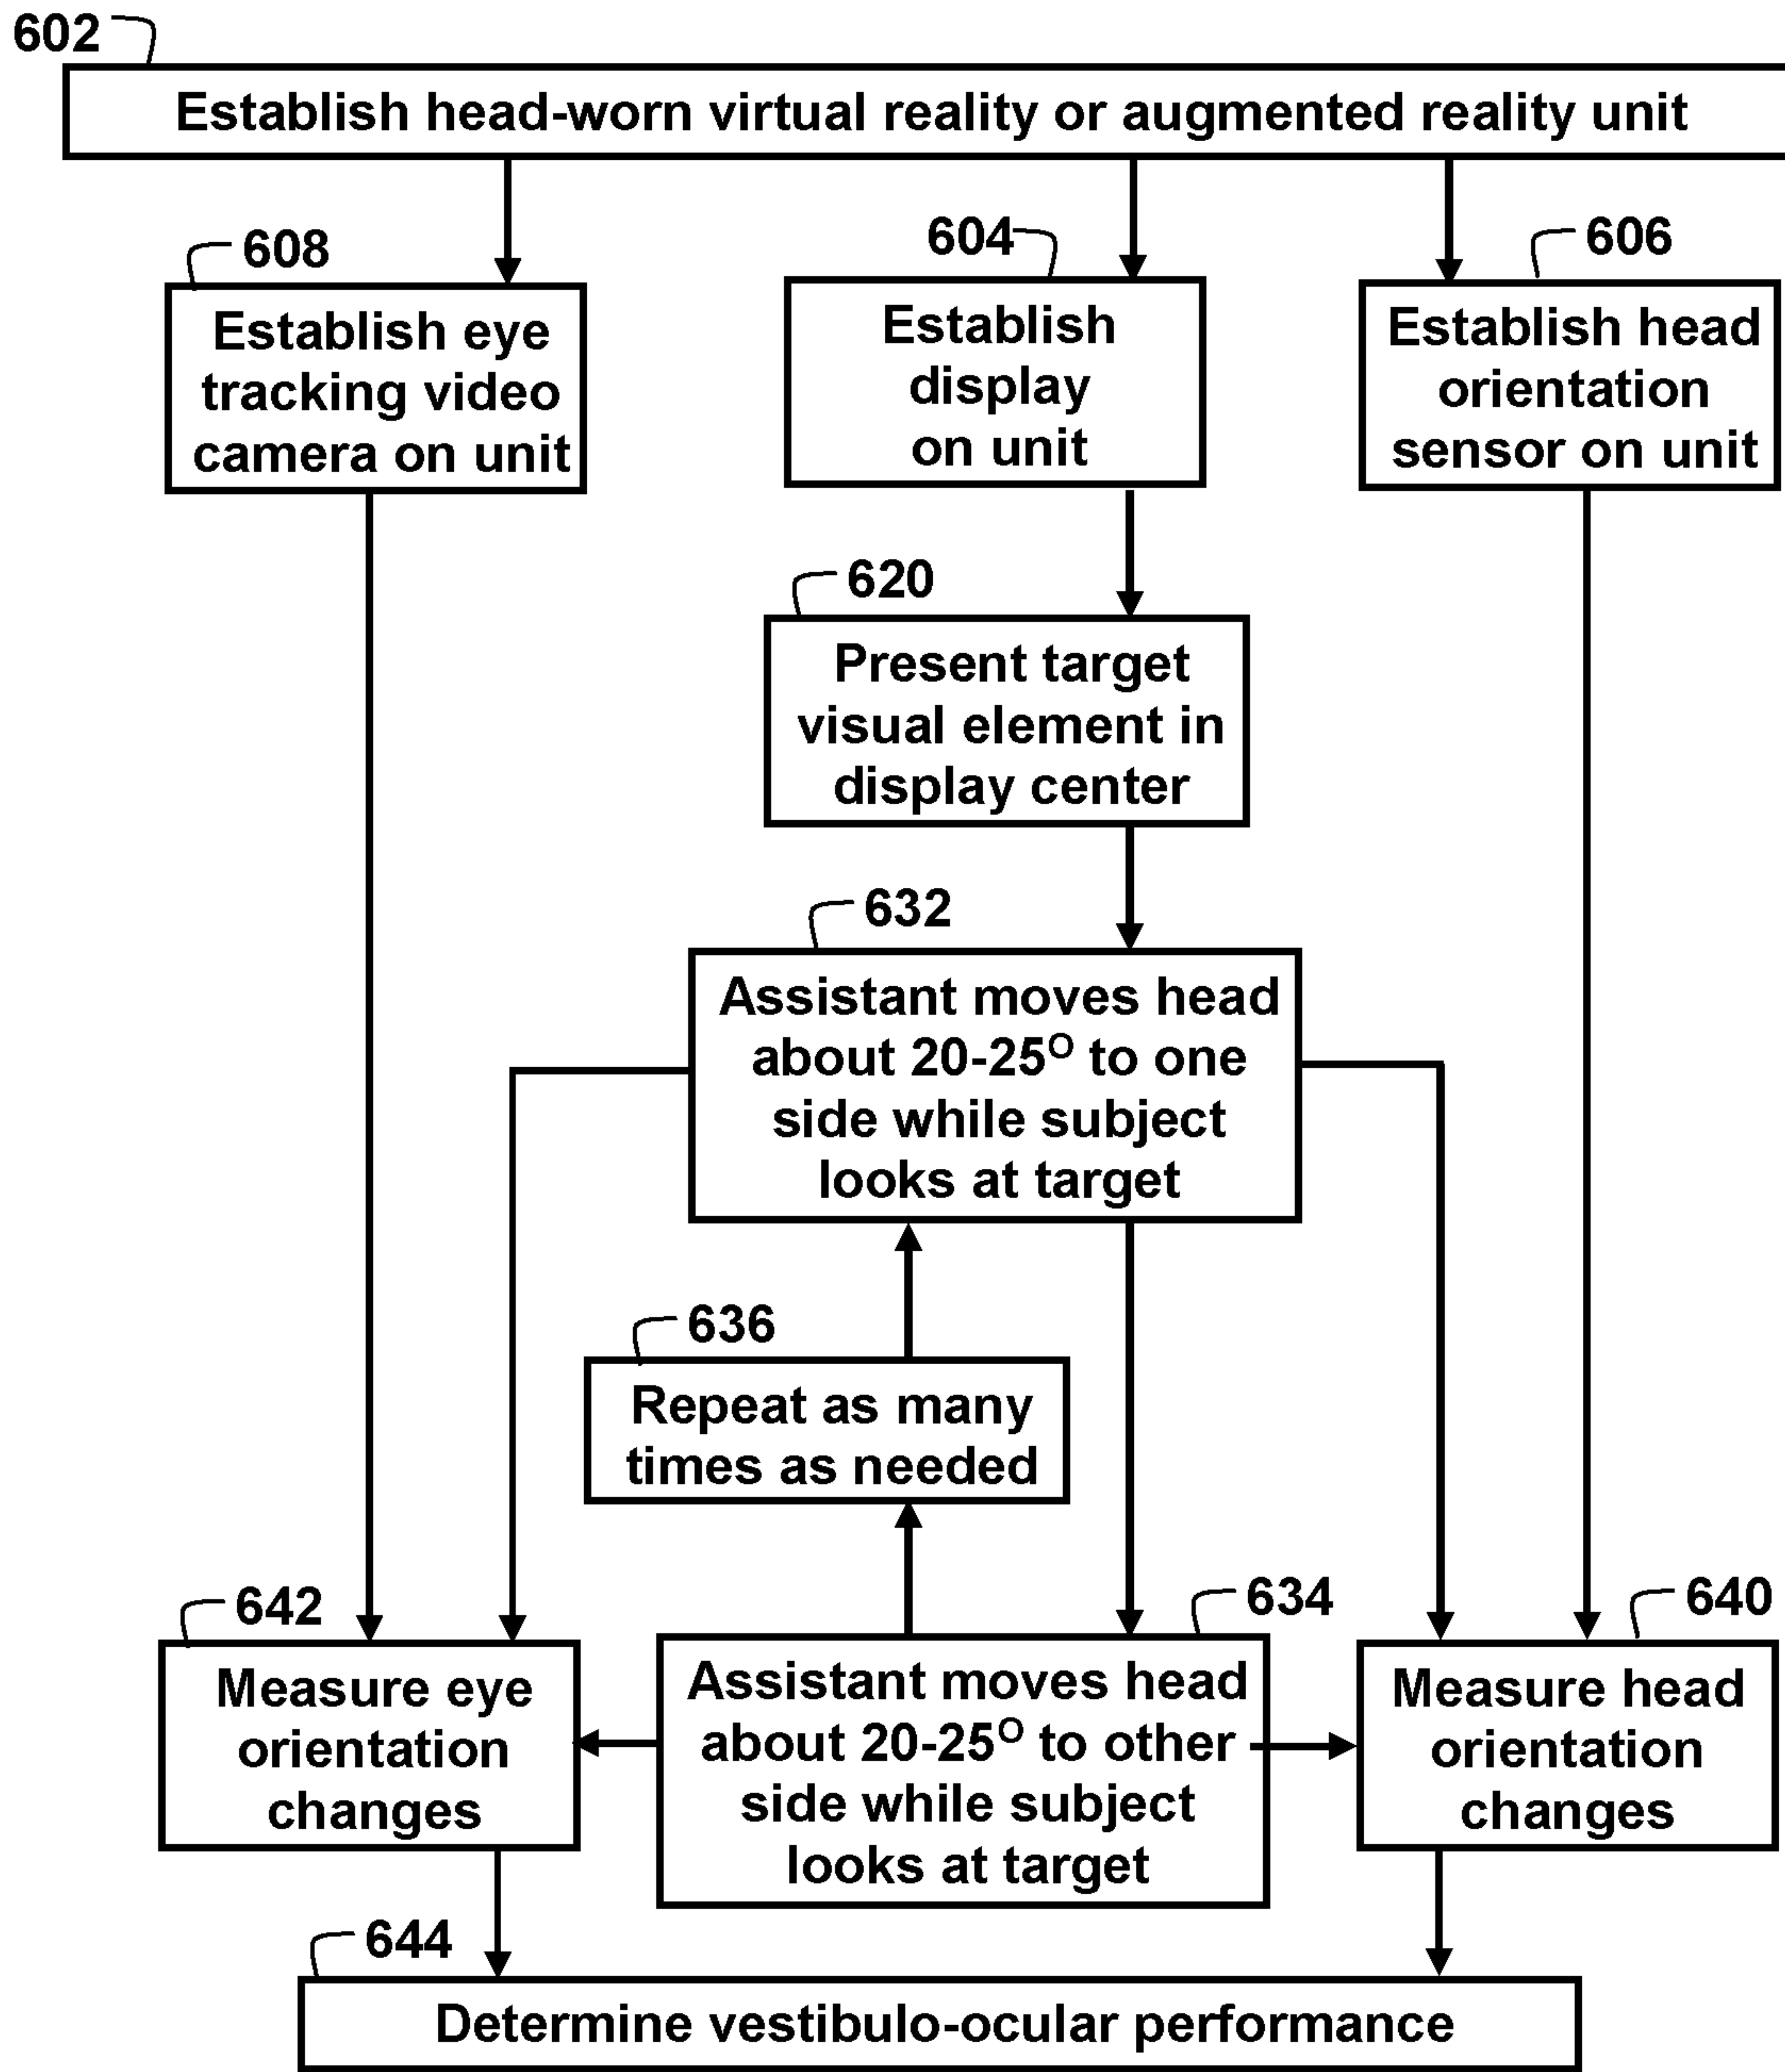 602
Establish head-worn virtual reality or augmented reality unit
608
Establish eye
tracking video
camera on unit
604
Establish
display
on unit
606
Establish head
orientation
sensor on unit
620
Present target
visual element in
display center
632
Assistant moves head
about 20-25° to one
side while subject
looks at target
636
Repeat as many
times as needed
642
Measure eye
orientation
changes
634
Assistant moves head
about 20-25° to other
side while subject
looks at target
640
Measure head
orientation
changes
644
Determine vestibulo-ocular performance